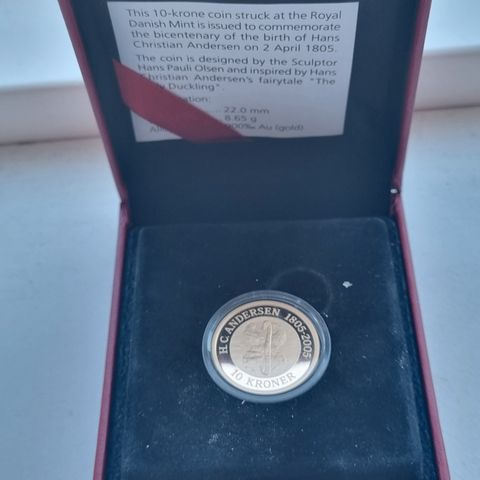 This 10-krone coin struck at the Royal
Danish Mint is issued to commemorate
the bicentenary of the birth of Hans
Christian Andersen on 2 April 1805.
The coin is designed by the Sculptor
Hans Pauli Olsen and inspired by Hans
Christian Andersen's fairytale "The
Duckling".
22.0 mm
8.65 g
Au (gold)
H.C. ANDERSEN 1805-2005
10 KRONER